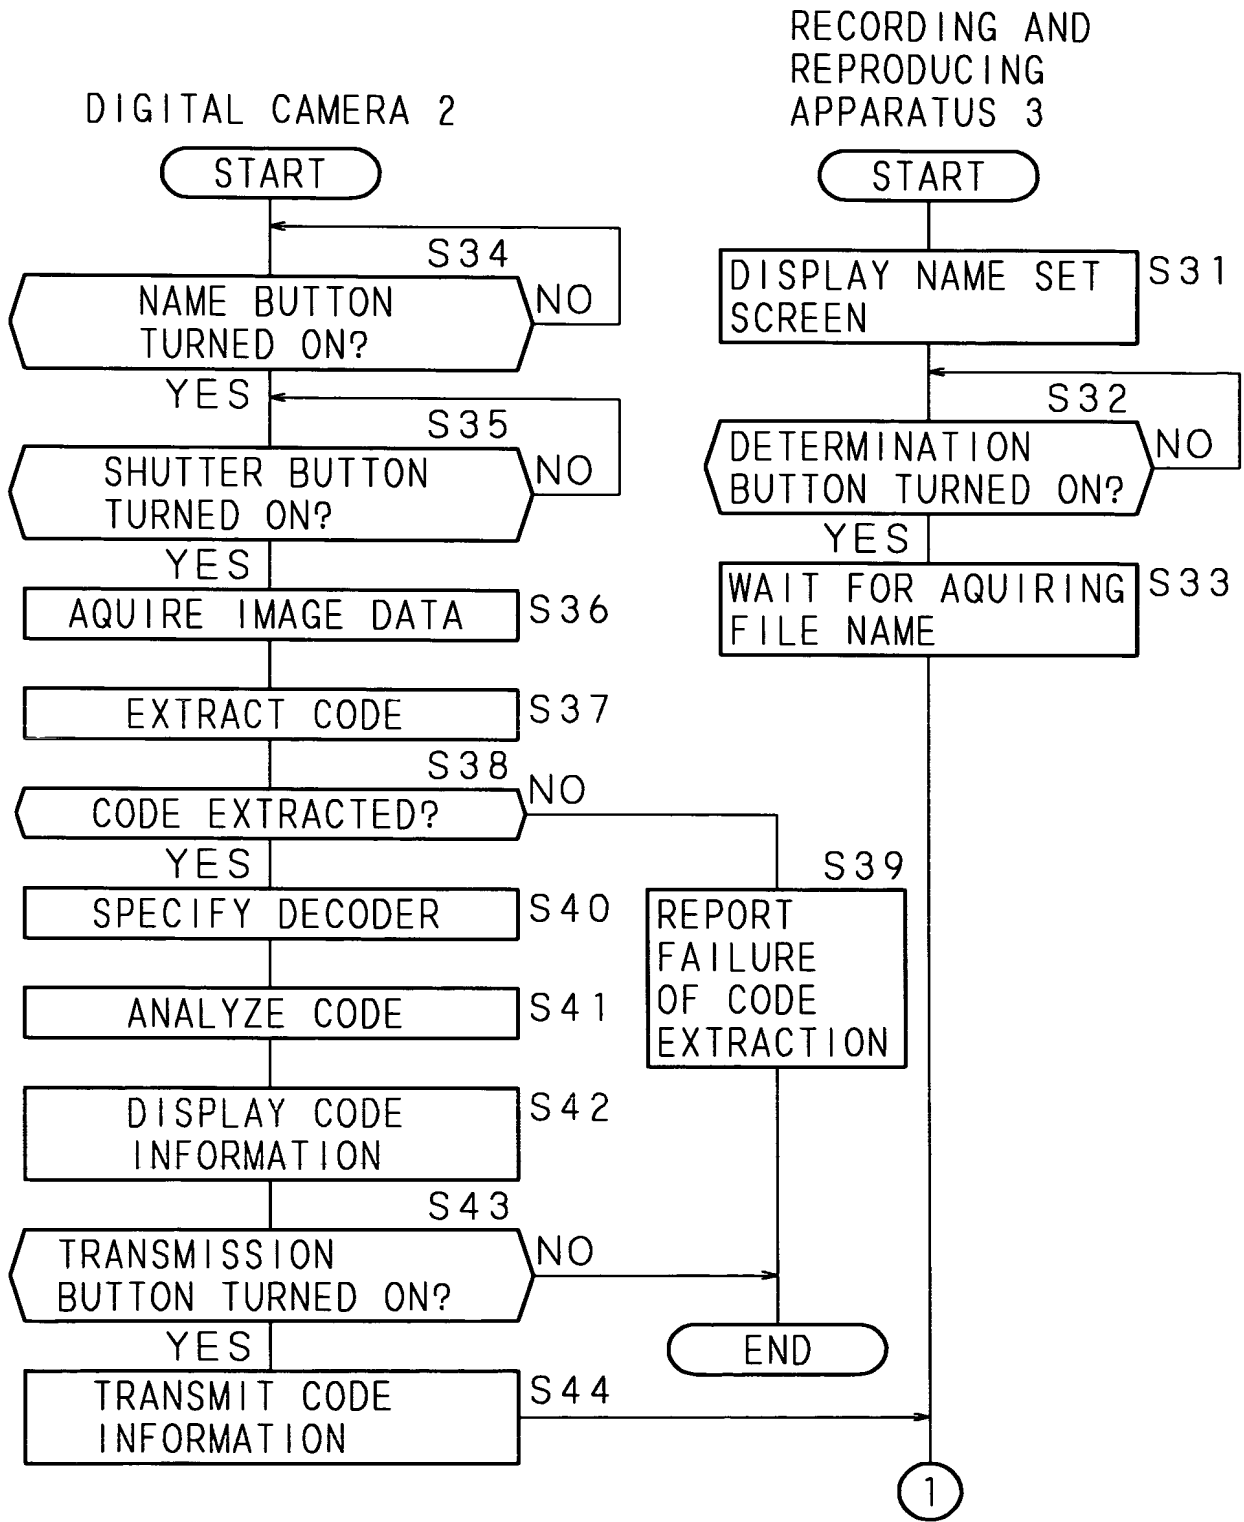 DIGITAL CAMERA 2
START
S34
NAME BUTTON
TURNED ON?
NO
YES
S35
SHUTTER BUTTON
TURNED ON?
NO
YES
AQUIRE IMAGE DATA
S36
EXTRACT CODE
S37
S38
CODE EXTRACTED?
NO
YES
S39
REPORT
FAILURE
OF CODE
EXTRACTION
SPECIFY DECODER
S40
ANALYZE CODE
S41
DISPLAY CODE
INFORMATION
S42
S43
TRANSMISSION
BUTTON TURNED ON?
NO
YES
END
TRANSMIT CODE
INFORMATION
S44
RECORDING AND
REPRODUCING
APPARATUS 3
START
DISPLAY NAME SET
SCREEN
S31
S32
DETERMINATION
BUTTON TURNED ON?
NO
YES
WAIT FOR AQUIRING
FILE NAME
S33
1